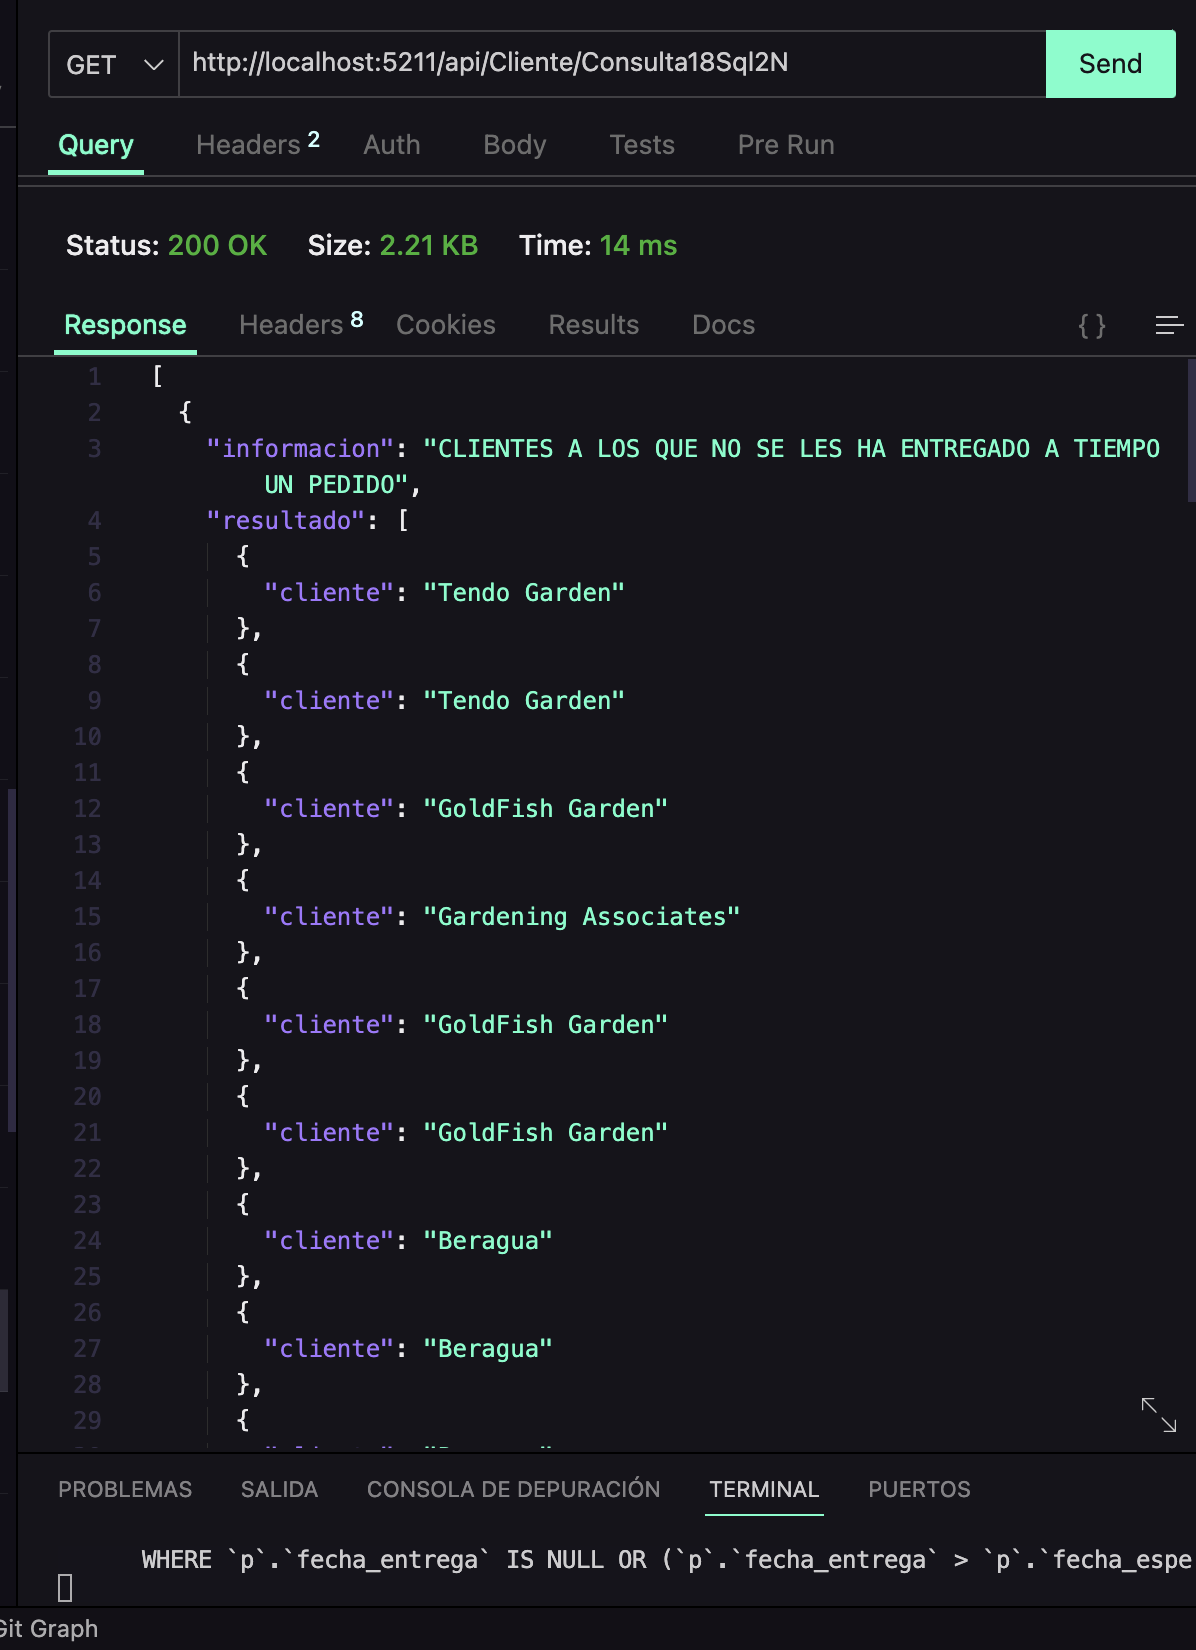 GET http://localhost:5211/api/Cliente/Consulta18Sql2N Send
Query Headers 2 Auth Body Tests Pre Run
Status: 200 OK Size: 2.21 KB Time: 14 ms
Response Headers 8 Cookies Results Docs { }
1 [
2 {
3 "informacion": "CLIENTES A LOS QUE NO SE LES HA ENTREGADO A TIEMPO
UN PEDIDO",
4 "resultado": [
5 {
6 "cliente": "Tendo Garden"
7 },
8 {
9 "cliente": "Tendo Garden"
10 },
11 {
12 "cliente": "GoldFish Garden"
13 },
14 {
15 "cliente": "Gardening Associates"
16 },
17 {
18 "cliente": "GoldFish Garden"
19 },
20 {
21 "cliente": "GoldFish Garden"
22 },
23 {
24 "cliente": "Beragua"
25 },
26 {
27 "cliente": "Beragua"
28 },
29 {
PROBLEMAS SALIDA CONSOLA DE DEPURACIÓN TERMINAL PUERTOS
WHERE `p`.`fecha_entrega` IS NULL OR (`p`.`fecha_entrega` > `p`.`fecha_espe
Git Graph